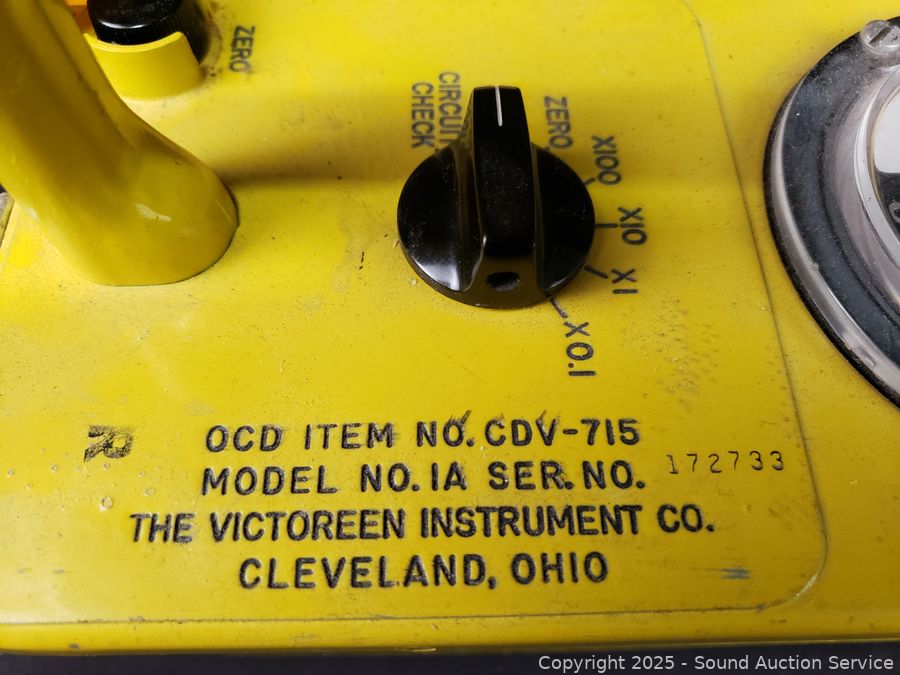 ZERO
CIRCUIT
CHECK
ZERO
X100
X10
X1
X0.1
R
OCD ITEM NO. CDV-715
MODEL NO. 1A SER. NO. 172733
THE VICTOREEN INSTRUMENT CO.
CLEVELAND, OHIO
Copyright © 2025 - Sound Auction Service